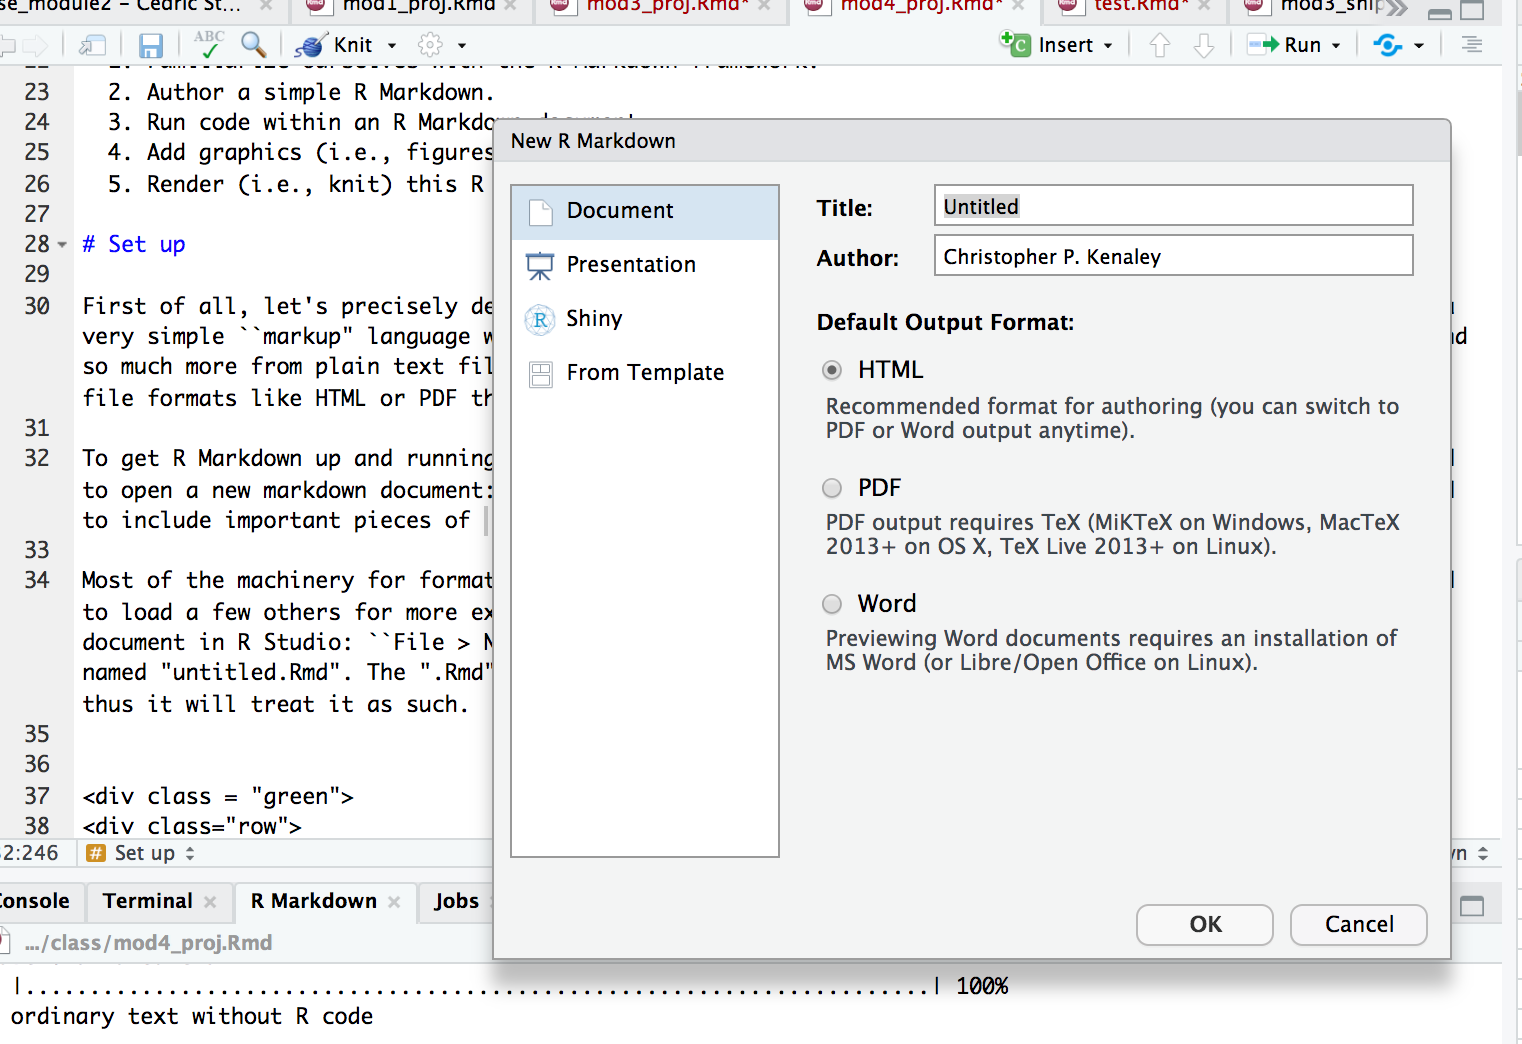 se_module2 - Cedric St...
mod1_proj.Rmd
mod3_proj.Rmd*
mod4_proj.Rmd*
test.Rmd*
mod3_snip
ABC
Knit
Insert
Run
22
23 2. Author a simple R Markdown.
24 3. Run code within an R Markdown document
25 4. Add graphics (i.e., figures
26 5. Render (i.e., knit) this R
27
28 # Set up
29
30 First of all, let's precisely de
very simple ``markup" language w
so much more from plain text fil
file formats like HTML or PDF th
31
32 To get R Markdown up and running
to open a new markdown document:
to include important pieces of
33
34 Most of the machinery for format
to load a few others for more ex
document in R Studio: ``File > N
named "untitled.Rmd". The ".Rmd"
thus it will treat it as such.
35
36
37 <div class = "green">
38 <div class="row">
2:246
# Set up
New R Markdown
Document
Presentation
Shiny
From Template
Title: Untitled
Author: Christopher P. Kenaley
Default Output Format:
HTML
Recommended format for authoring (you can switch to
PDF or Word output anytime).
PDF
PDF output requires TeX (MiKTeX on Windows, MacTeX
2013+ on OS X, TeX Live 2013+ on Linux).
Word
Previewing Word documents requires an installation of
MS Word (or Libre/Open Office on Linux).
OK
Cancel
Console
Terminal
R Markdown
Jobs
.../class/mod4_proj.Rmd
|......................................................................| 100%
ordinary text without R code